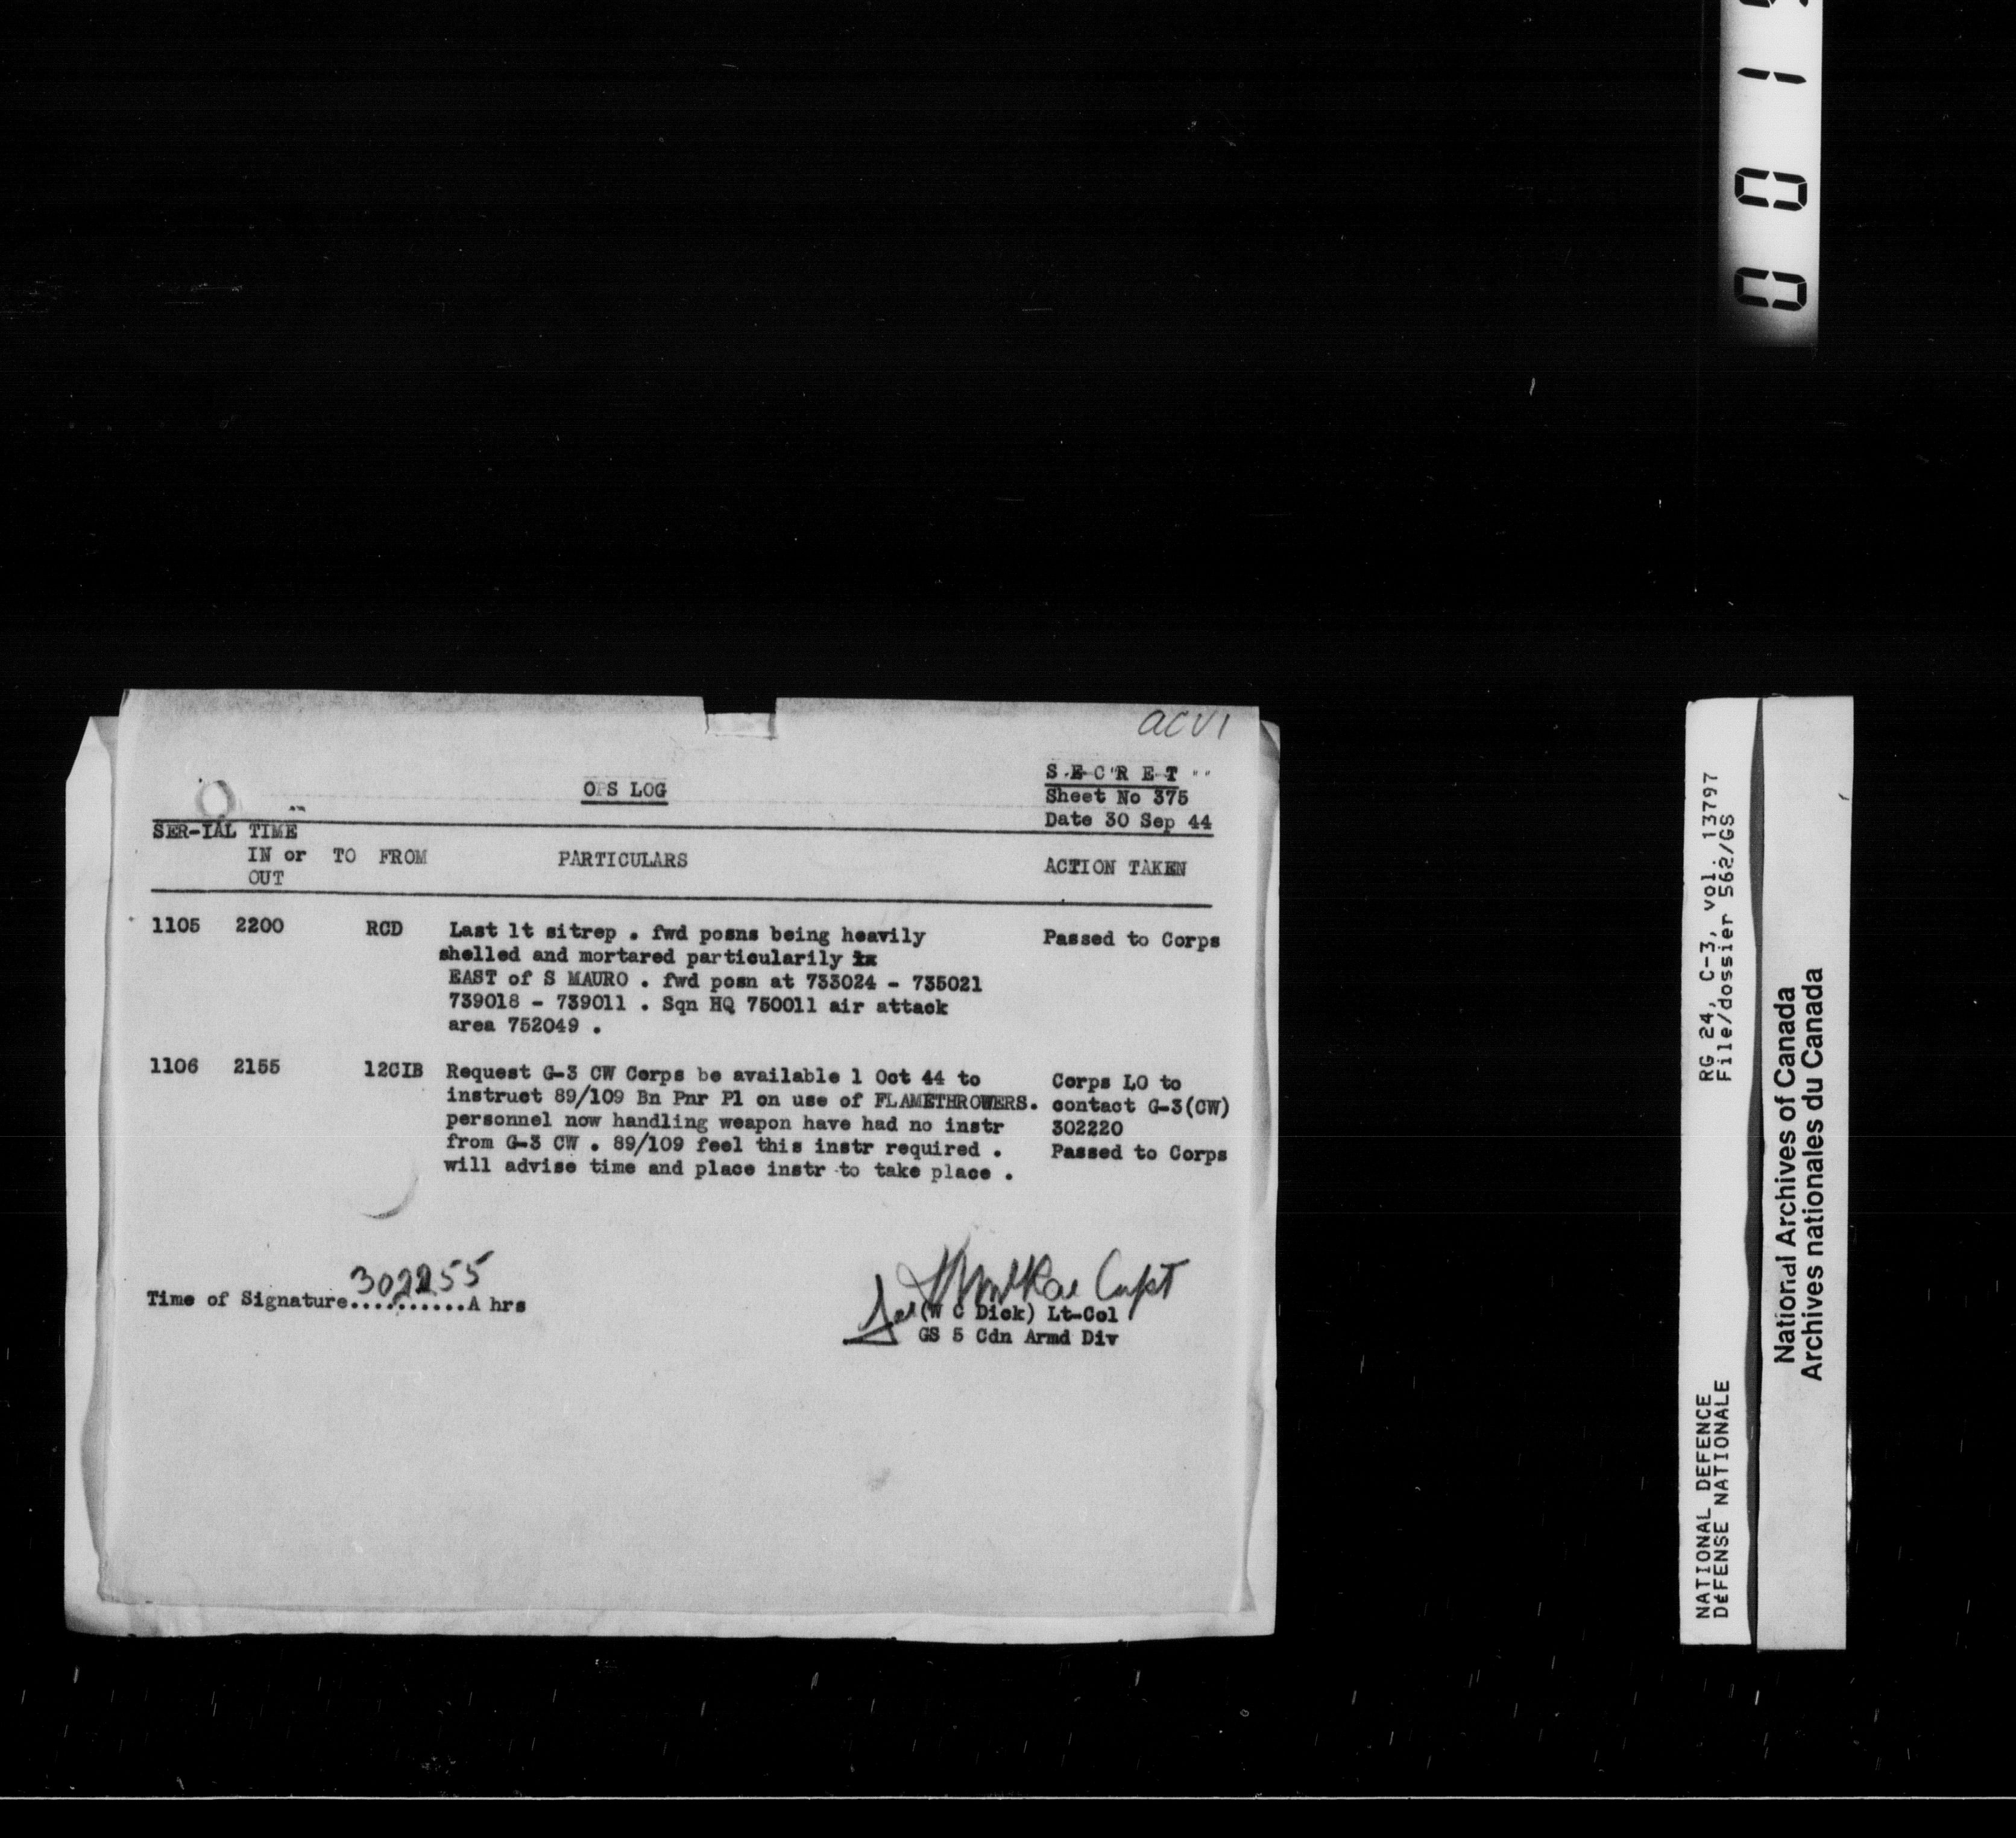 acv1
OPS LOG
S E C R E T
Sheet No 375
Date 30 Sep 44
SER-IAL TIME
IN or TO FROM PARTICULARS ACTION TAKEN
OUT
1105 2200 RCD Last lt sitrep . fwd posns being heavily Passed to Corps
shelled and mortared particularily
EAST of S MAURO . fwd posn at 733024 - 735021
739018 - 739011 . Sqn HQ 750011 air attack
area 752049 .
1106 2155 12CIB Request G-3 CW Corps be available 1 Oct 44 to Corps LO to
instruct 89/109 Bn Pnr Pl on use of FLAMETHROWERS. contact G-3(CW)
personnel now handling weapon have had no instr 302220
from G-3 CW . 89/109 feel this instr required . Passed to Corps
will advise time and place instr to take place .
Time of Signature..302255..A hrs
Capt
for (W C Dick) Lt-Col
GS 5 Cdn Armd Div
0 0 1
RG 24, C-3, vol. 13797
File/dossier 562/GS
NATIONAL DEFENCE
DéFENSE NATIONALE
National Archives of Canada
Archives nationales du Canada